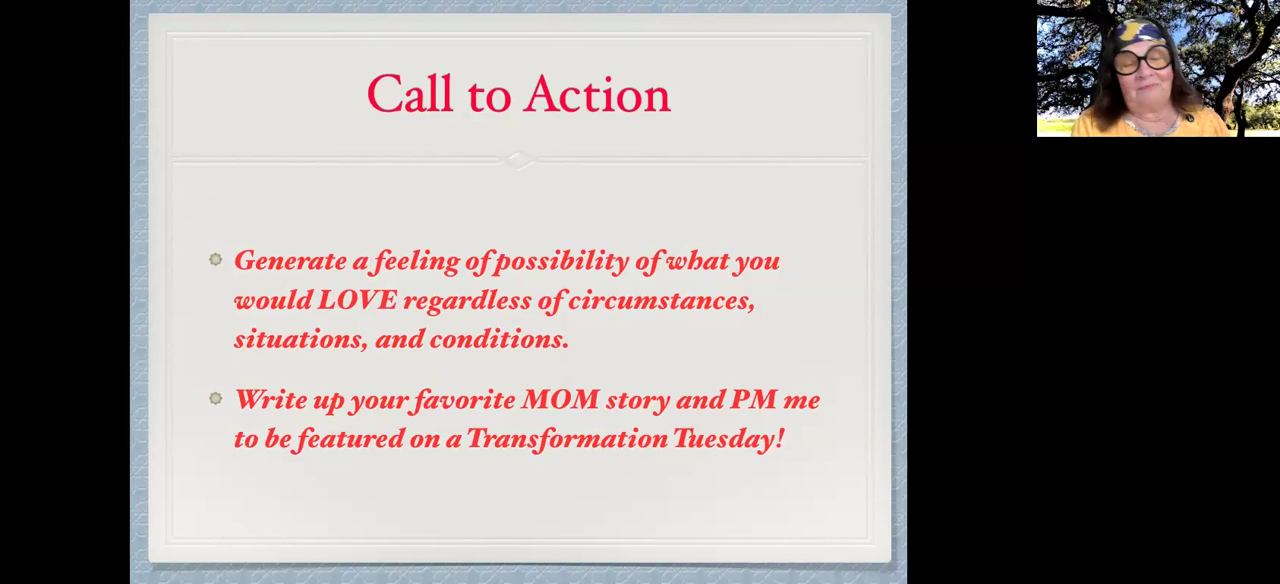 Call to Action
Generate a feeling of possibility of what you
would LOVE regardless of circumstances,
situations, and conditions.
Write up your favorite MOM story and PM me
to be featured on a Transformation Tuesday!